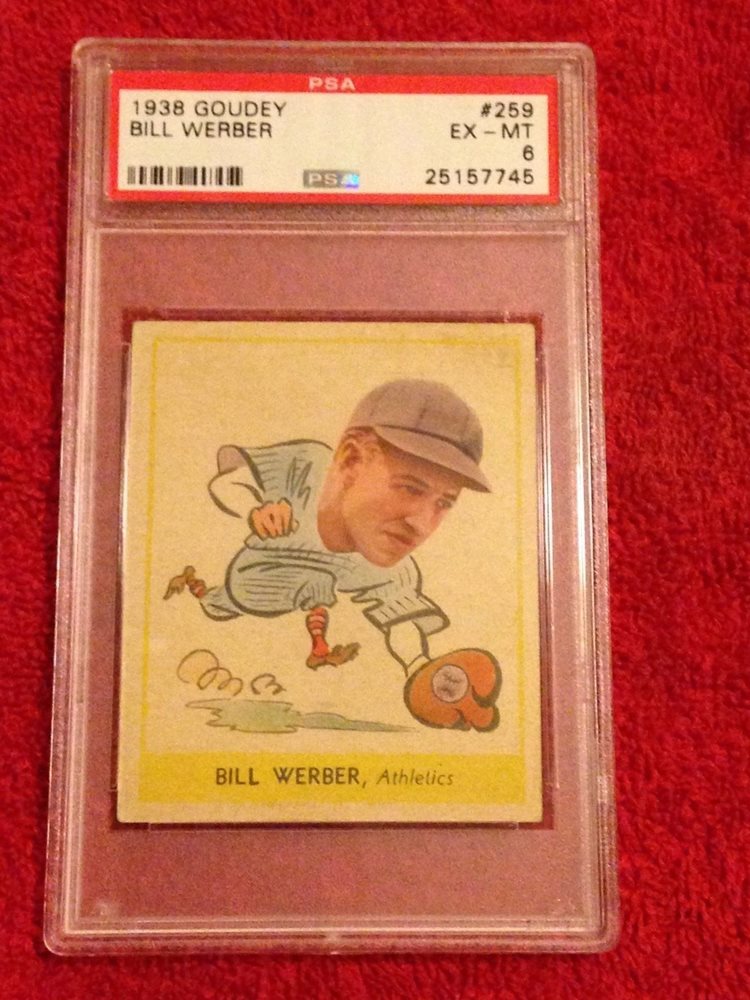 PSA
1938 GOUDEY #259
BILL WERBER EX - MT
6
PSA 25157745
BILL WERBER, Athletics